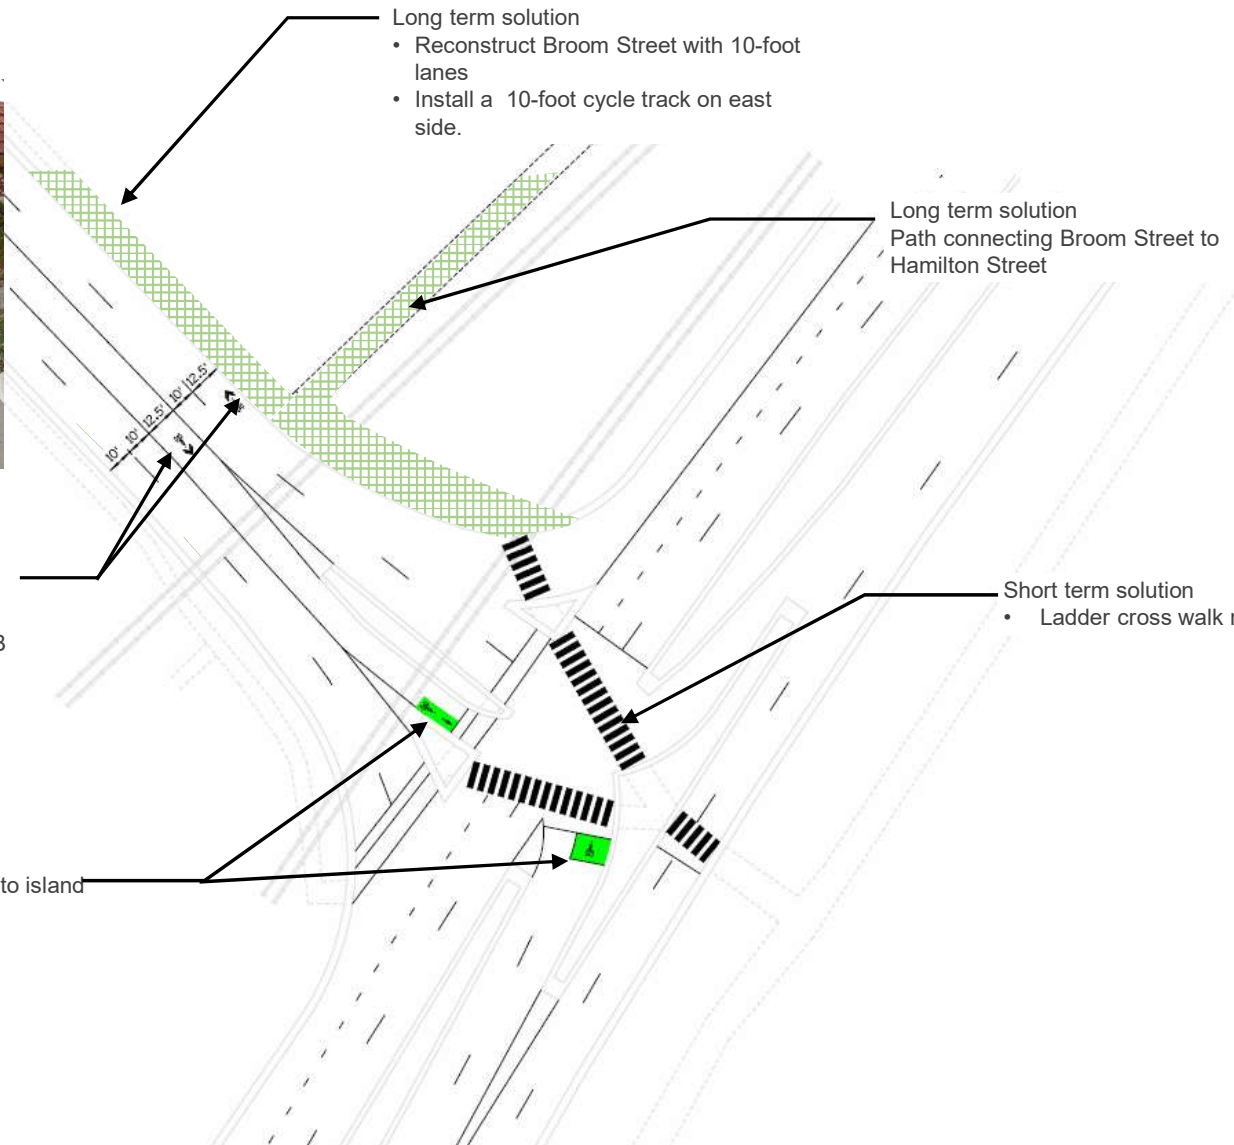 Long term solution
• Reconstruct Broom Street with 10-foot
lanes
• Install a 10-foot cycle track on east
side.
Long term solution
Path connecting Broom Street to
Hamilton Street
10' 10' 12.5' 10' 12.5'
Short term solution
• Ladder cross walk
to island